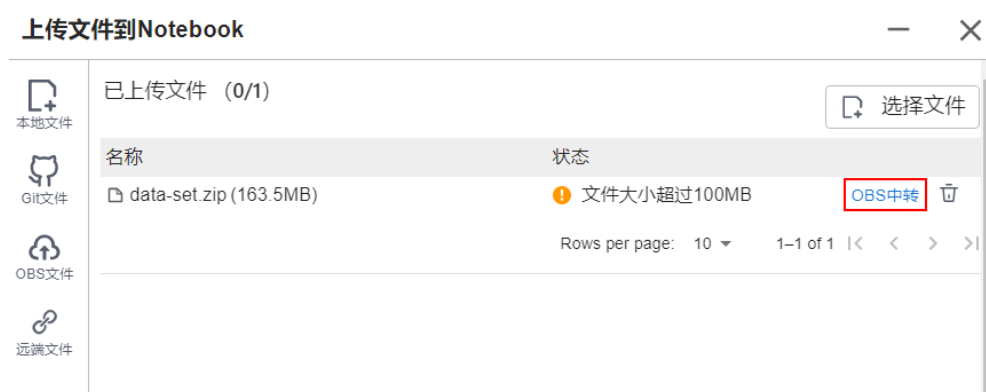 上传文件到Notebook
本地文件
Git文件
OBS文件
远端文件
已上传文件 （0/1）
选择文件
名称 状态
data-set.zip (163.5MB) 文件大小超过100MB OBS中转
Rows per page: 10 1–1 of 1